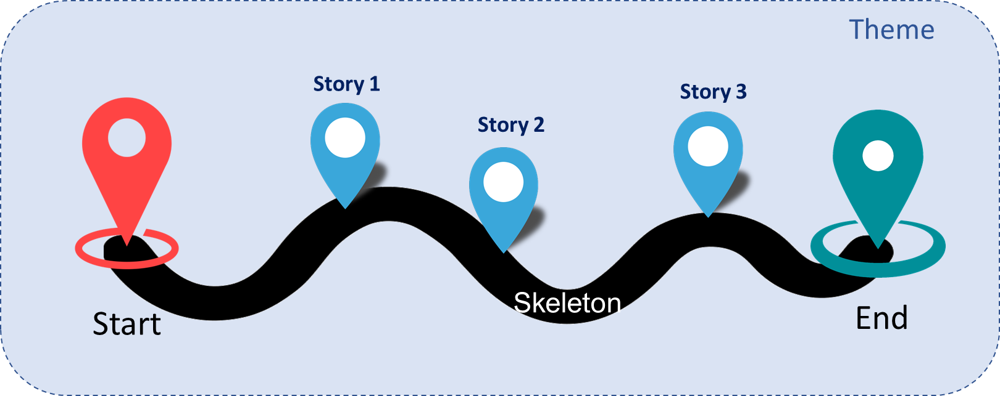 Theme
Story 1
Story 2
Story 3
Skeleton
Start
End